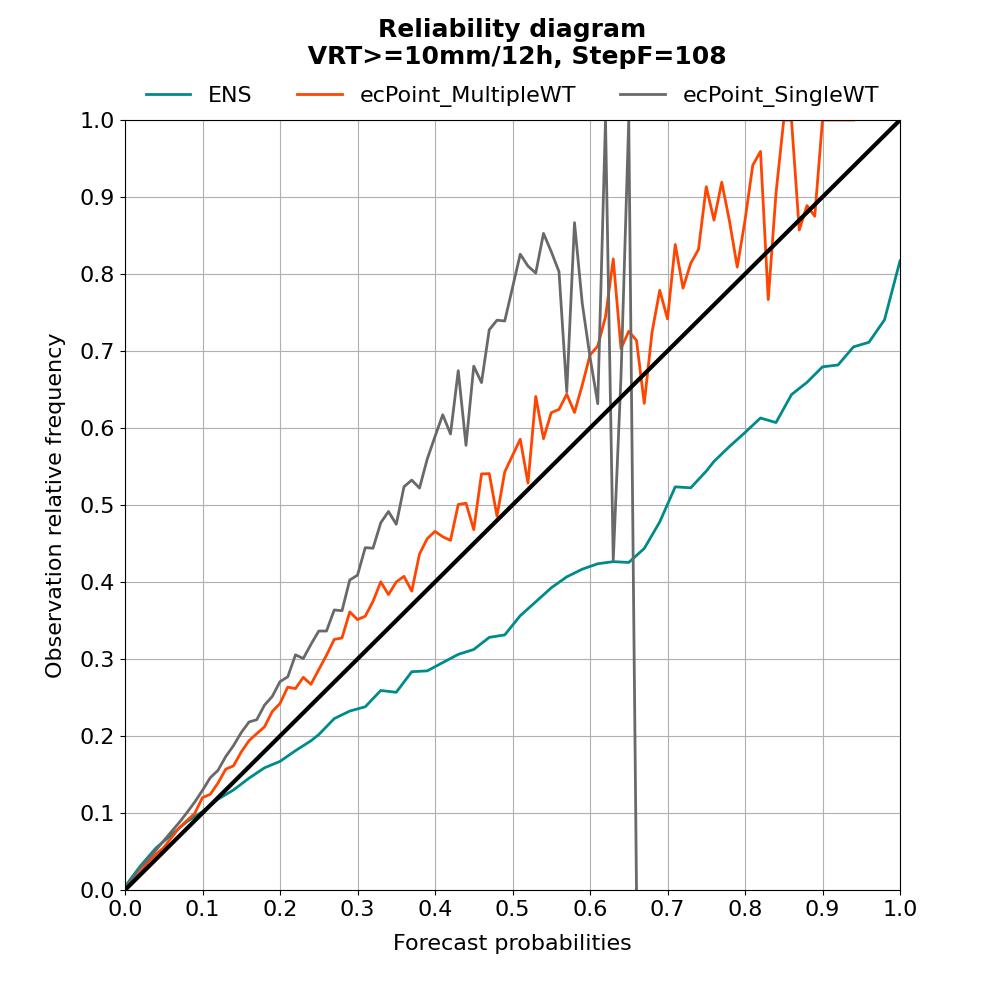 Reliability diagram
VRT>=10mm/12h, StepF=108
ENS ecPoint_MultipleWT ecPoint_SingleWT
1.0
0.9
0.8
0.7
0.6
0.5
0.4
0.3
0.2
0.1
0.0
Observation relative frequency
0.0 0.1 0.2 0.3 0.4 0.5 0.6 0.7 0.8 0.9 1.0
Forecast probabilities